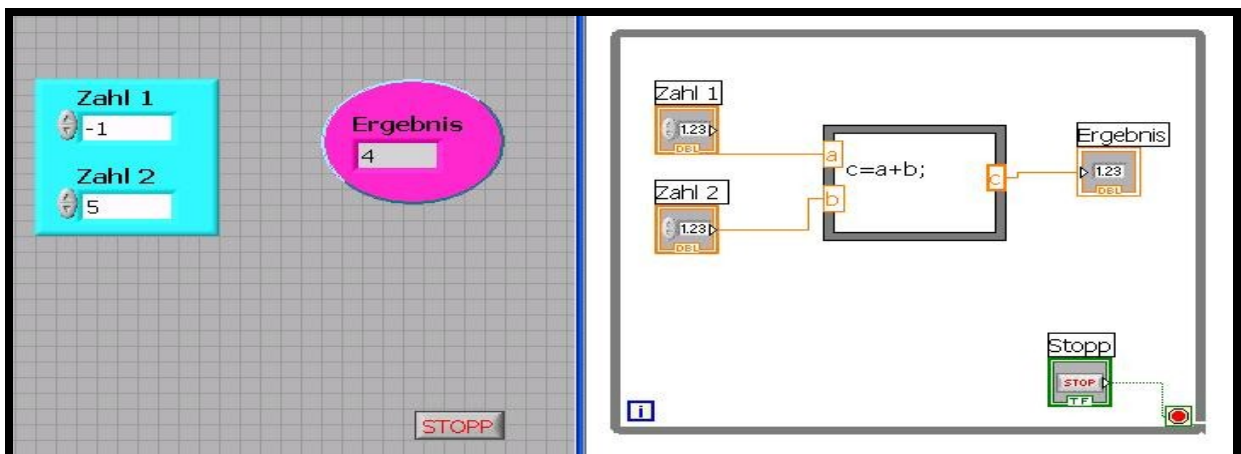 Zahl 1
-1
Zahl 2
5
Ergebnis
4
STOPP
Zahl 1
1.23
DBL
Zahl 2
1.23
DBL
a
b
c=a+b;
c
Ergebnis
1.23
DBL
Stopp
STOP
TF
i